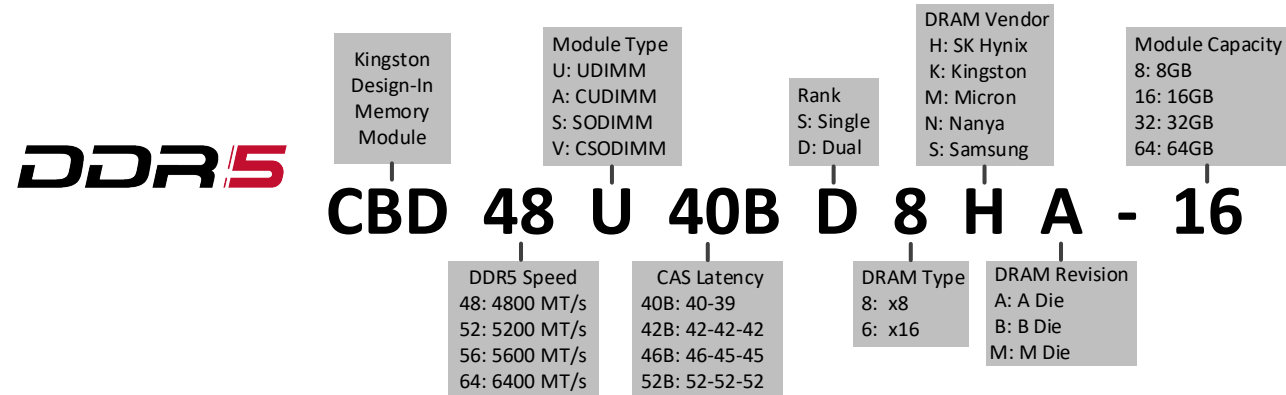 DDR5
Kingston
Design-In
Memory
Module
Module Type
U: UDIMM
A: CUDIMM
S: SODIMM
V: CSODIMM
Rank
S: Single
D: Dual
DRAM Vendor
H: SK Hynix
K: Kingston
M: Micron
N: Nanya
S: Samsung
Module Capacity
8: 8GB
16: 16GB
32: 32GB
64: 64GB
CBD 48 U 40B D 8 H A - 16
DDR5 Speed
48: 4800 MT/s
52: 5200 MT/s
56: 5600 MT/s
64: 6400 MT/s
CAS Latency
40B: 40-39
42B: 42-42-42
46B: 46-45-45
52B: 52-52-52
DRAM Type
8: x8
6: x16
DRAM Revision
A: A Die
B: B Die
M: M Die